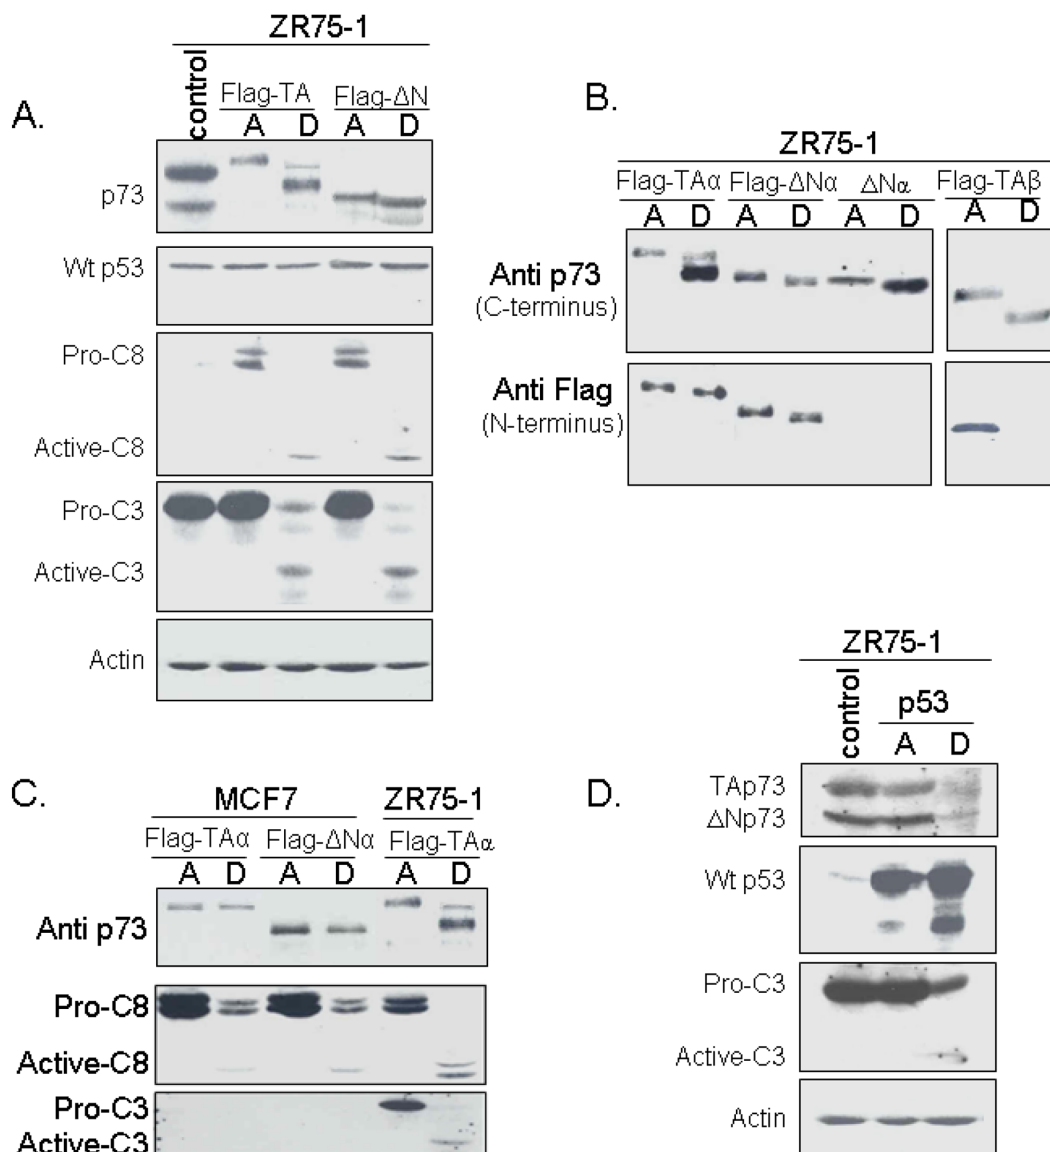 A.
ZR75-1
control
Flag-TA Flag-ΔN
A D A D
p73
Wt p53
Pro-C8
Active-C8
Pro-C3
Active-C3
Actin
B.
ZR75-1
Flag-TAα Flag-ΔNα ΔNα Flag-TAβ
A D A D A D A D
Anti p73
(C-terminus)
Anti Flag
(N-terminus)
C.
MCF7 ZR75-1
Flag-TAα Flag-ΔNα Flag-TAα
A D A D A D
Anti p73
Pro-C8
Active-C8
Pro-C3
Active-C3
D.
ZR75-1
control
p53
A D
TAp73
ΔNp73
Wt p53
Pro-C3
Active-C3
Actin